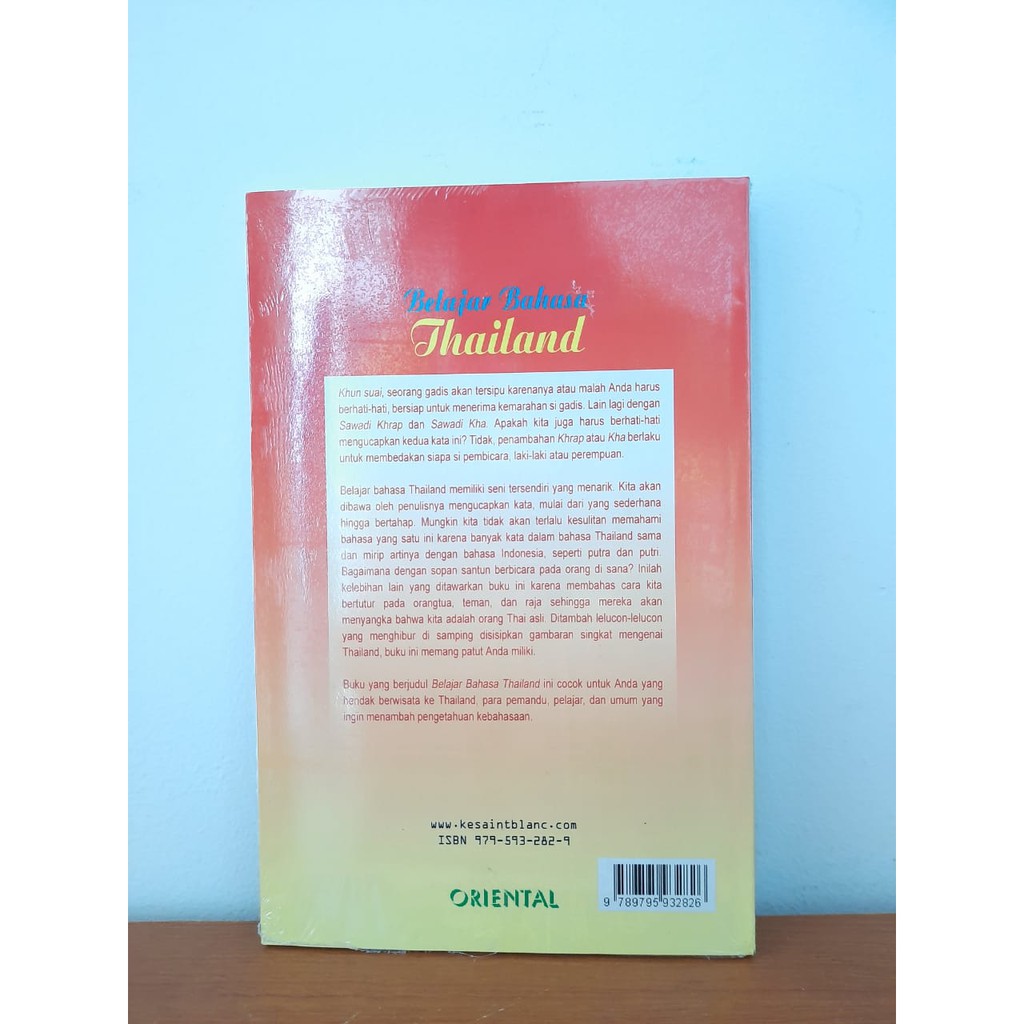 Belajar Bahasa
Thailand
Khun suai, seorang gadis akan tersipu karenanya atau malah Anda harus
berhati-hati, bersiap untuk menerima kemarahan si gadis. Lain lagi dengan
Sawadi Khrap dan Sawadi Kha. Apakah kita juga harus berhati-hati
mengucapkan kedua kata ini? Tidak, penambahan Khrap atau Kha berlaku
untuk membedakan siapa si pembicara, laki-laki atau perempuan.
Belajar bahasa Thailand memiliki seni tersendiri yang menarik. Kita akan
dibawa oleh penulisnya mengucapkan kata, mulai dari yang sederhana
hingga bertahap. Mungkin kita tidak akan terlalu kesulitan memahami
bahasa yang satu ini karena banyak kata dalam bahasa Thailand sama
dan mirip artinya dengan bahasa Indonesia, seperti putra dan putri.
Bagaimana dengan sopan santun berbicara pada orang di sana? Inilah
kelebihan lain yang ditawarkan buku ini karena membahas cara kita
bertutur pada orangtua, teman, dan raja sehingga mereka akan
menyangka bahwa kita adalah orang Thai asli. Ditambah lelucon-lelucon
yang menghibur di samping disisipkan gambaran singkat mengenai
Thailand, buku ini memang patut Anda miliki.
Buku yang berjudul Belajar Bahasa Thailand ini cocok untuk Anda yang
hendak berwisata ke Thailand, para pemandu, pelajar, dan umum yang
ingin menambah pengetahuan kebahasaan.
www.kesaintblanc.com
ISBN 979-593-282-9
ORIENTAL
9 789795 932826